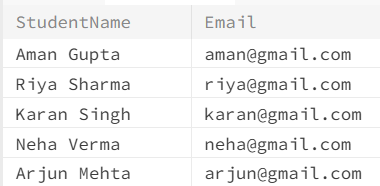 StudentName Email
Aman Gupta aman@gmail.com
Riya Sharma riya@gmail.com
Karan Singh karan@gmail.com
Neha Verma neha@gmail.com
Arjun Mehta arjun@gmail.com